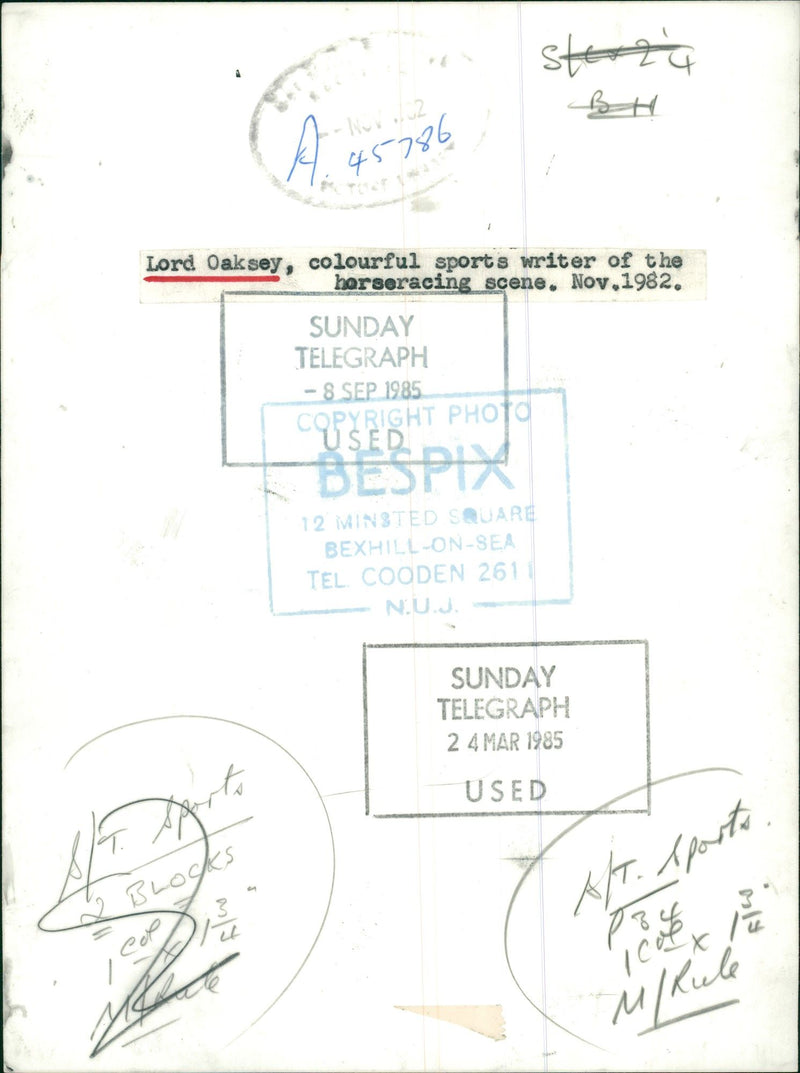 B H
NOV
A. 45786
Lord Oaksey, colourful sports writer of the
horseracing scene. Nov.1982.
SUNDAY
TELEGRAPH
- 8 SEP 1985
USED
COPYRIGHT PHOTO
BESPIX
12 MINSTED SQUARE
BEXHILL-ON-SEA
TEL. COODEN 2611
N.U.J.
SUNDAY
TELEGRAPH
2 4 MAR 1985
USED
S/T. Sports
2 BLOCKS
1 col x 1 3/4"
M/Rule
S/T. Sports.
P34
1 col x 1 3/4"
M/Rule